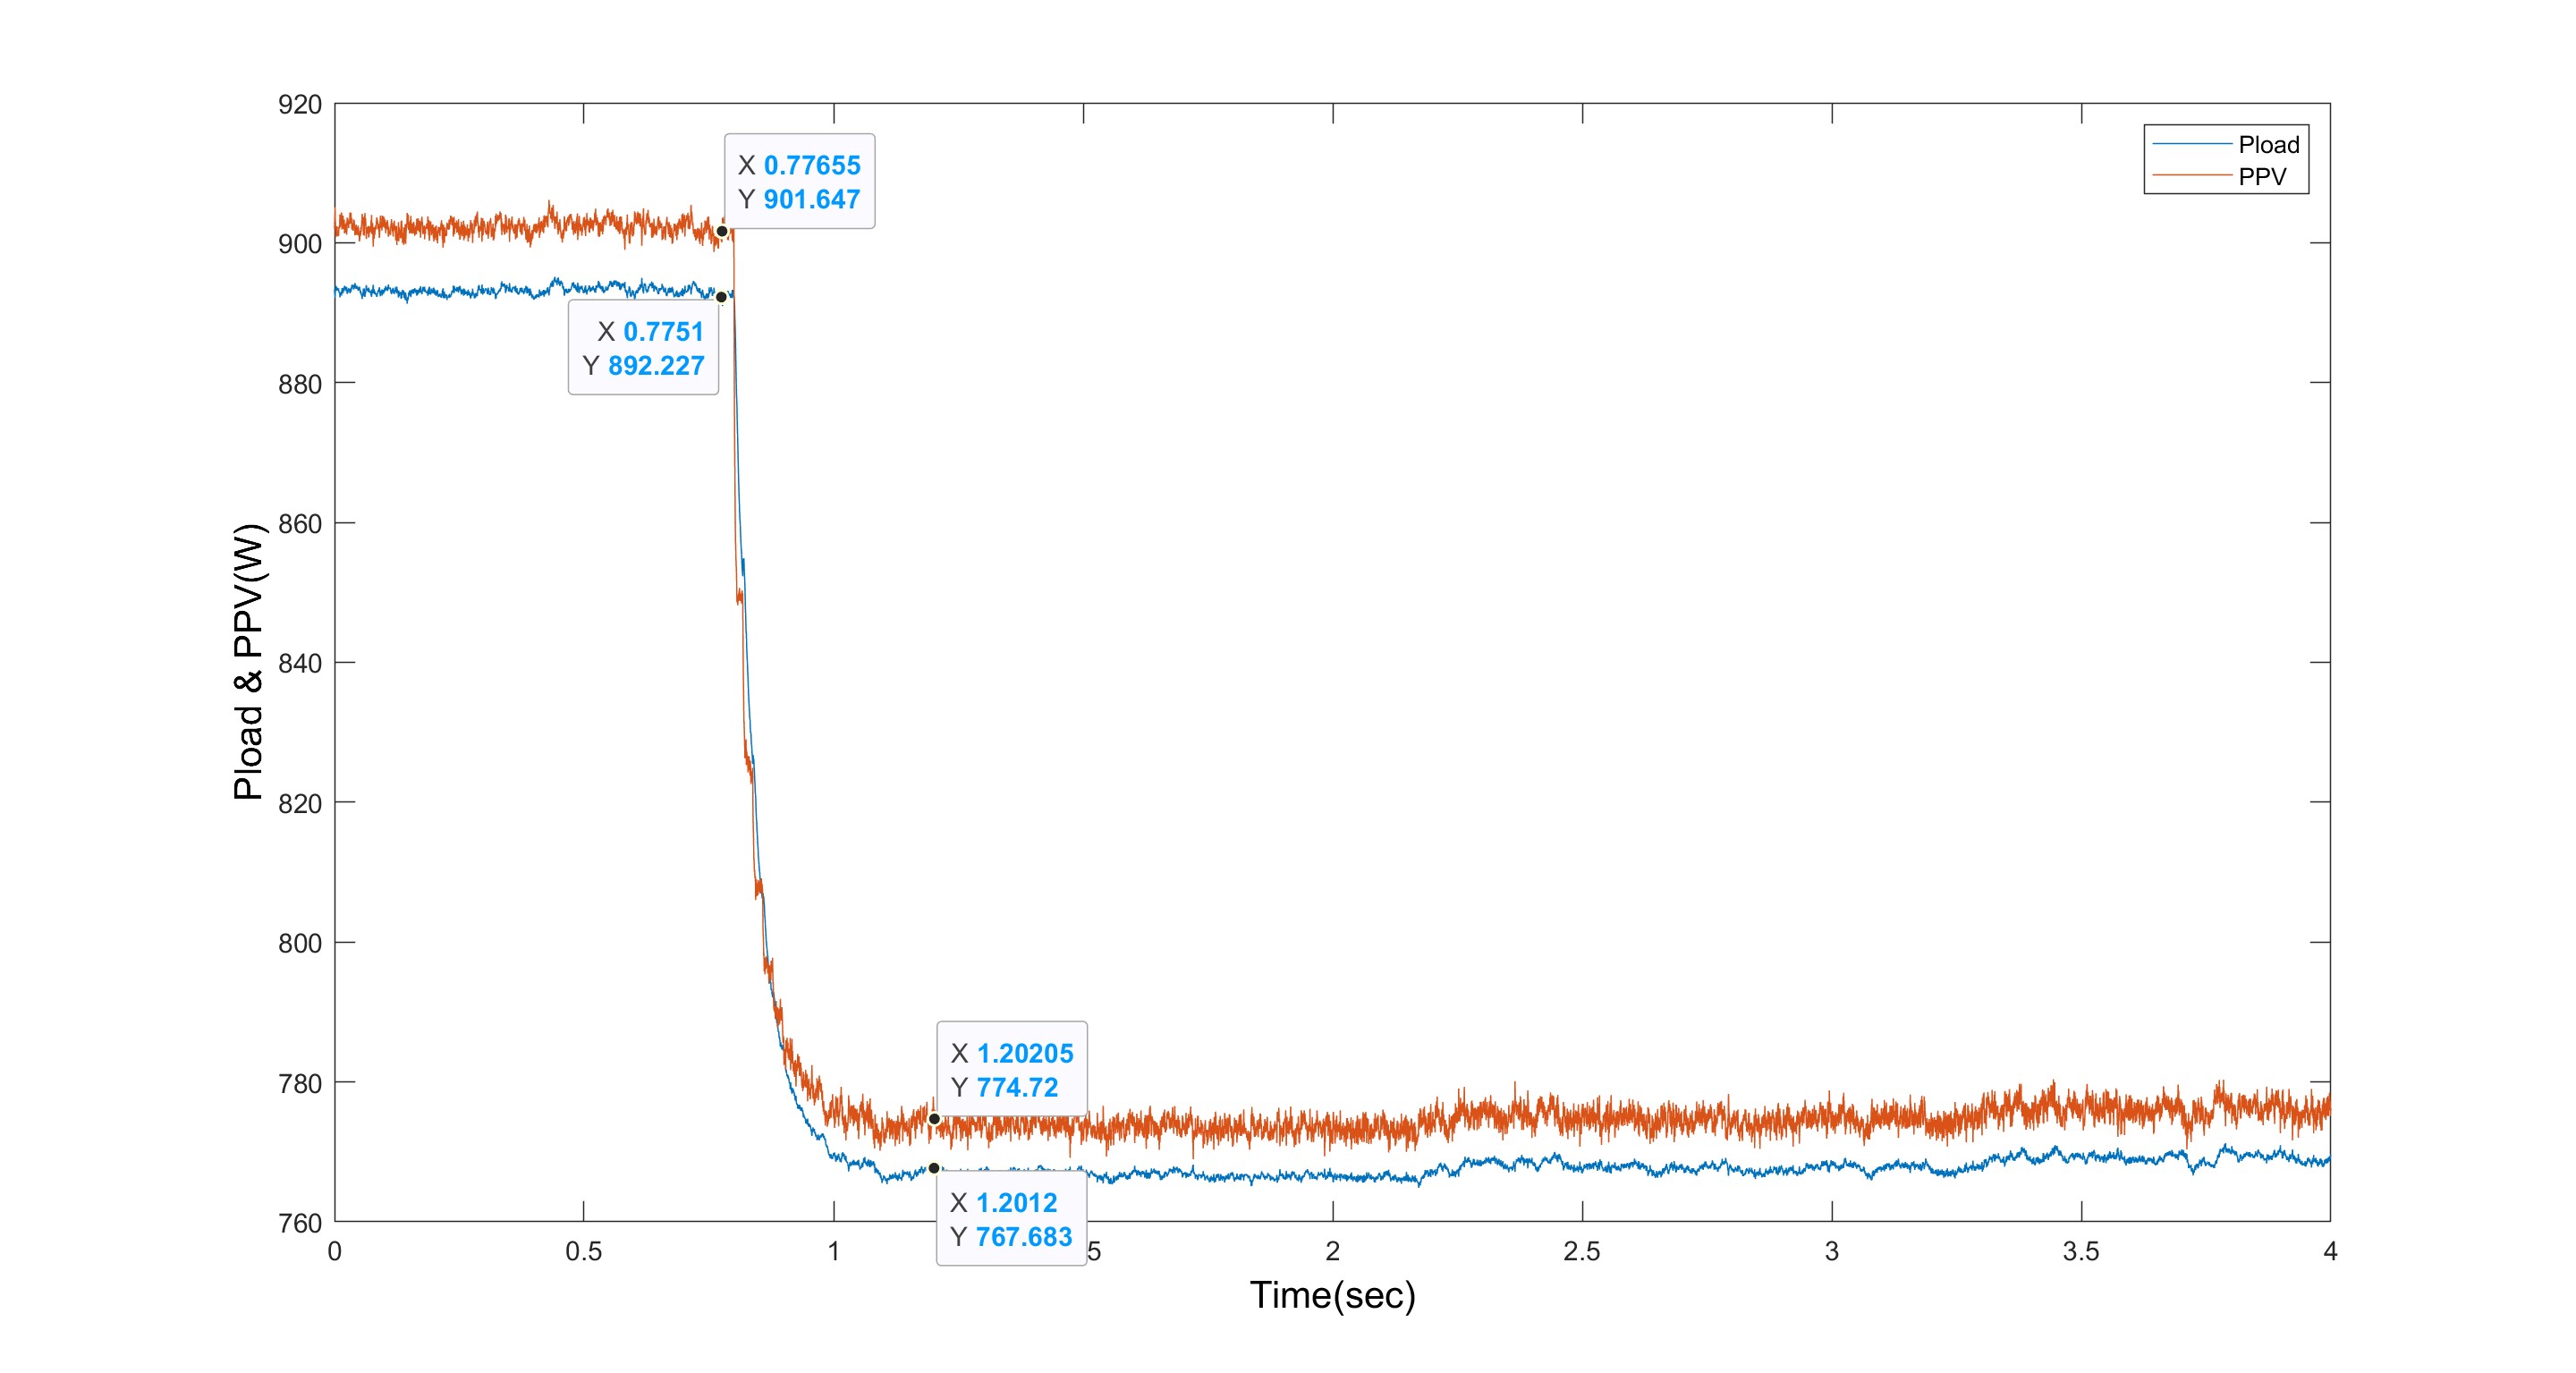 920
900
880
860
840
820
800
780
760
Pload & PPV(W)
X 0.77655
Y 901.647
X 0.7751
Y 892.227
X 1.20205
Y 774.72
X 1.2012
Y 767.683
Pload
PPV
0 0.5 1 5 2 2.5 3 3.5 4
Time(sec)